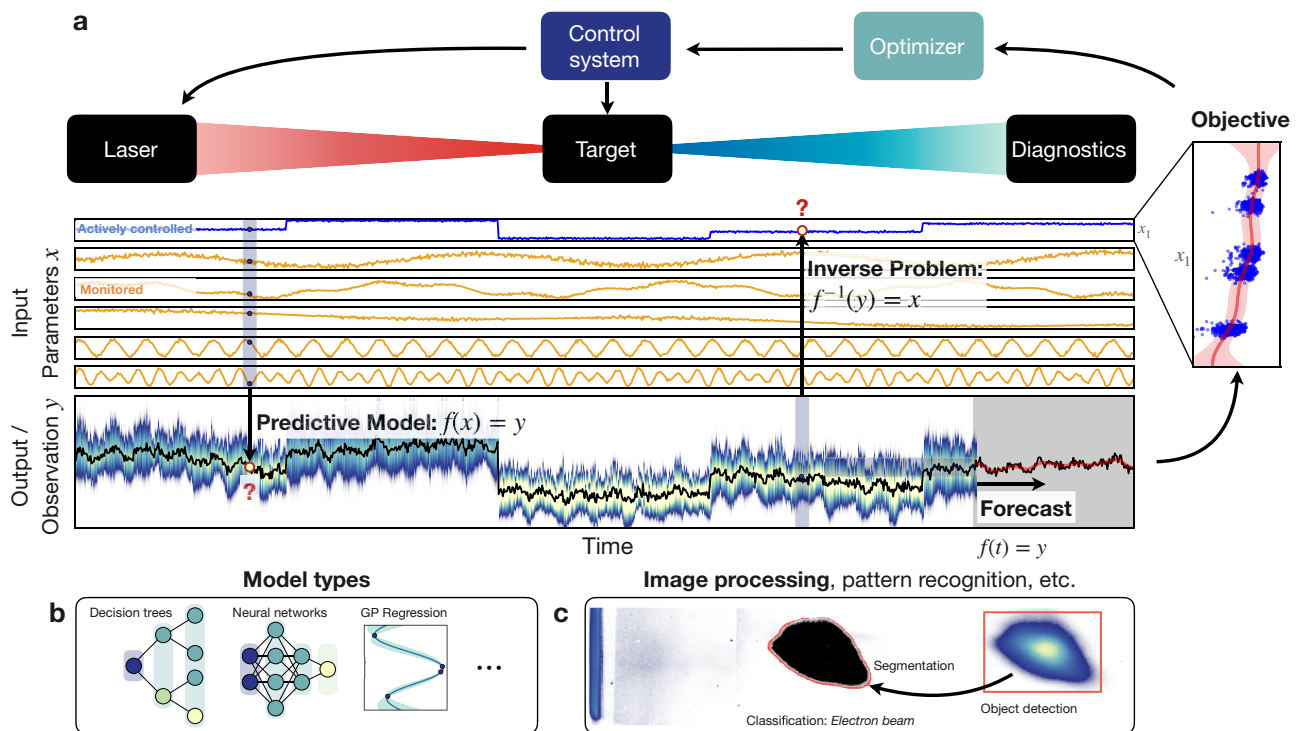 a
Control
system
Optimizer
Laser
Target
Diagnostics
Objective
Input
Parameters x
Actively controlled
?
x₁
x₁
Monitored
Inverse Problem:
f⁻¹(y) = x
Output /
Observation y
Predictive Model: f(x) = y
?
Forecast
Time
f(t) = y
Model types
Image processing, pattern recognition, etc.
b
Decision trees
Neural networks
GP Regression
...
c
Segmentation
Classification: Electron beam
Object detection